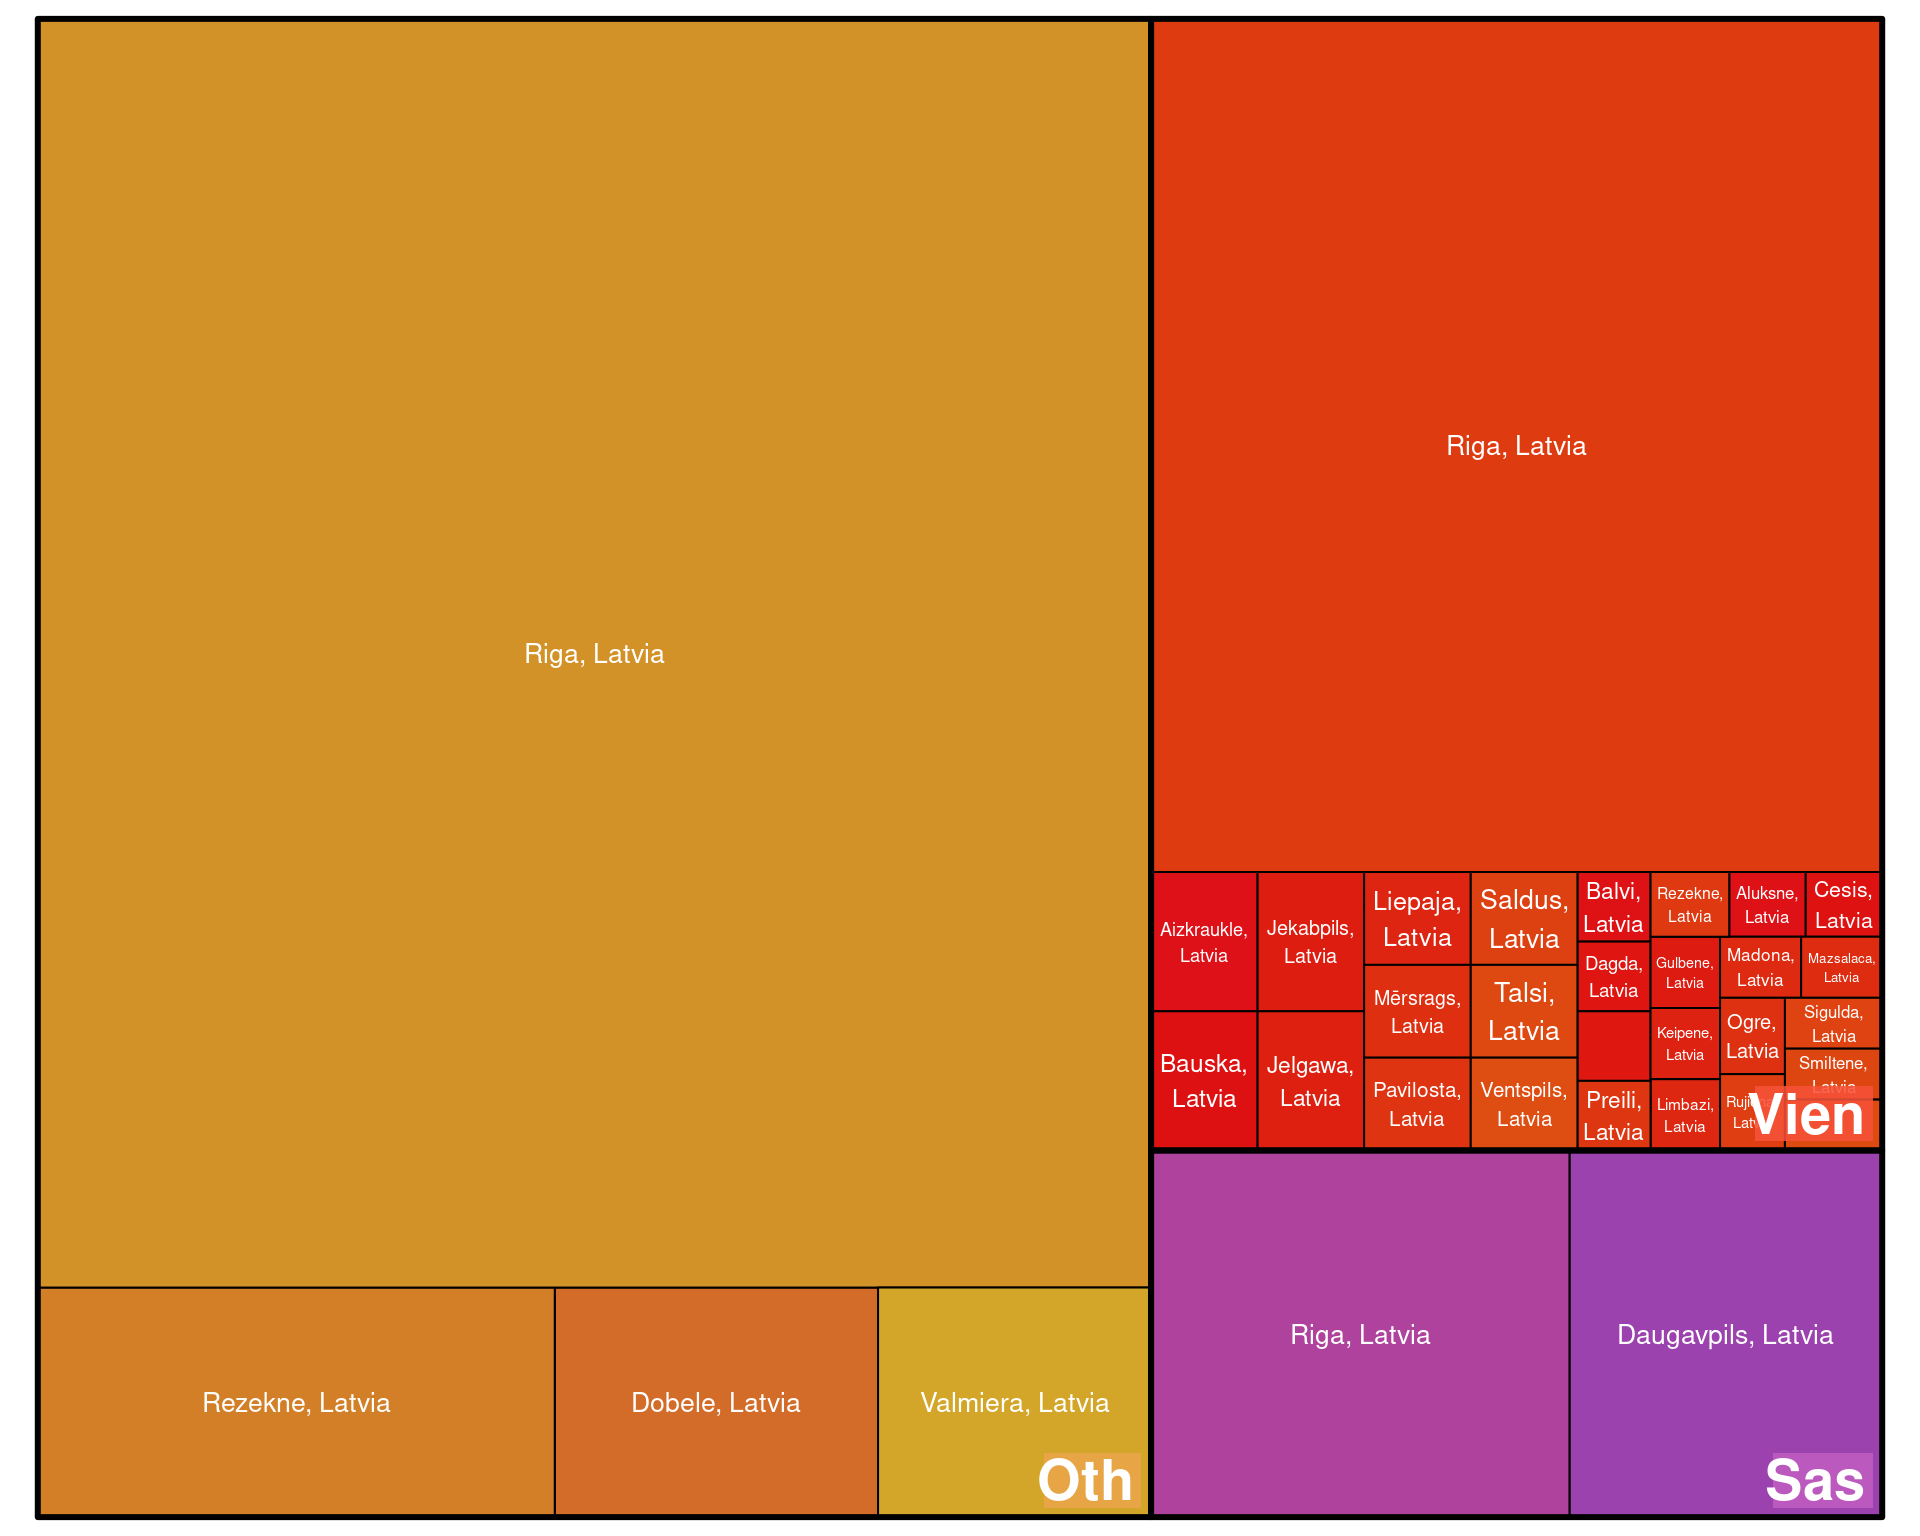 Riga, Latvia
Rezekne, Latvia
Dobele, Latvia
Valmiera, Latvia
Oth
Riga, Latvia
Aizkraukle,
Latvia
Bauska,
Latvia
Jekabpils,
Latvia
Jelgawa,
Latvia
Liepaja,
Latvia
Mērsrags,
Latvia
Pavilosta,
Latvia
Saldus,
Latvia
Talsi,
Latvia
Ventspils,
Latvia
Balvi,
Latvia
Dagda,
Latvia
Preili,
Latvia
Rezekne,
Latvia
Aluksne,
Latvia
Cesis,
Latvia
Gulbene,
Latvia
Keipene,
Latvia
Limbazi,
Latvia
Madona,
Latvia
Mazsalaca,
Latvia
Ogre,
Latvia
Sigulda,
Latvia
Smiltene,
Latvia
Vien
Riga, Latvia
Daugavpils, Latvia
Sas